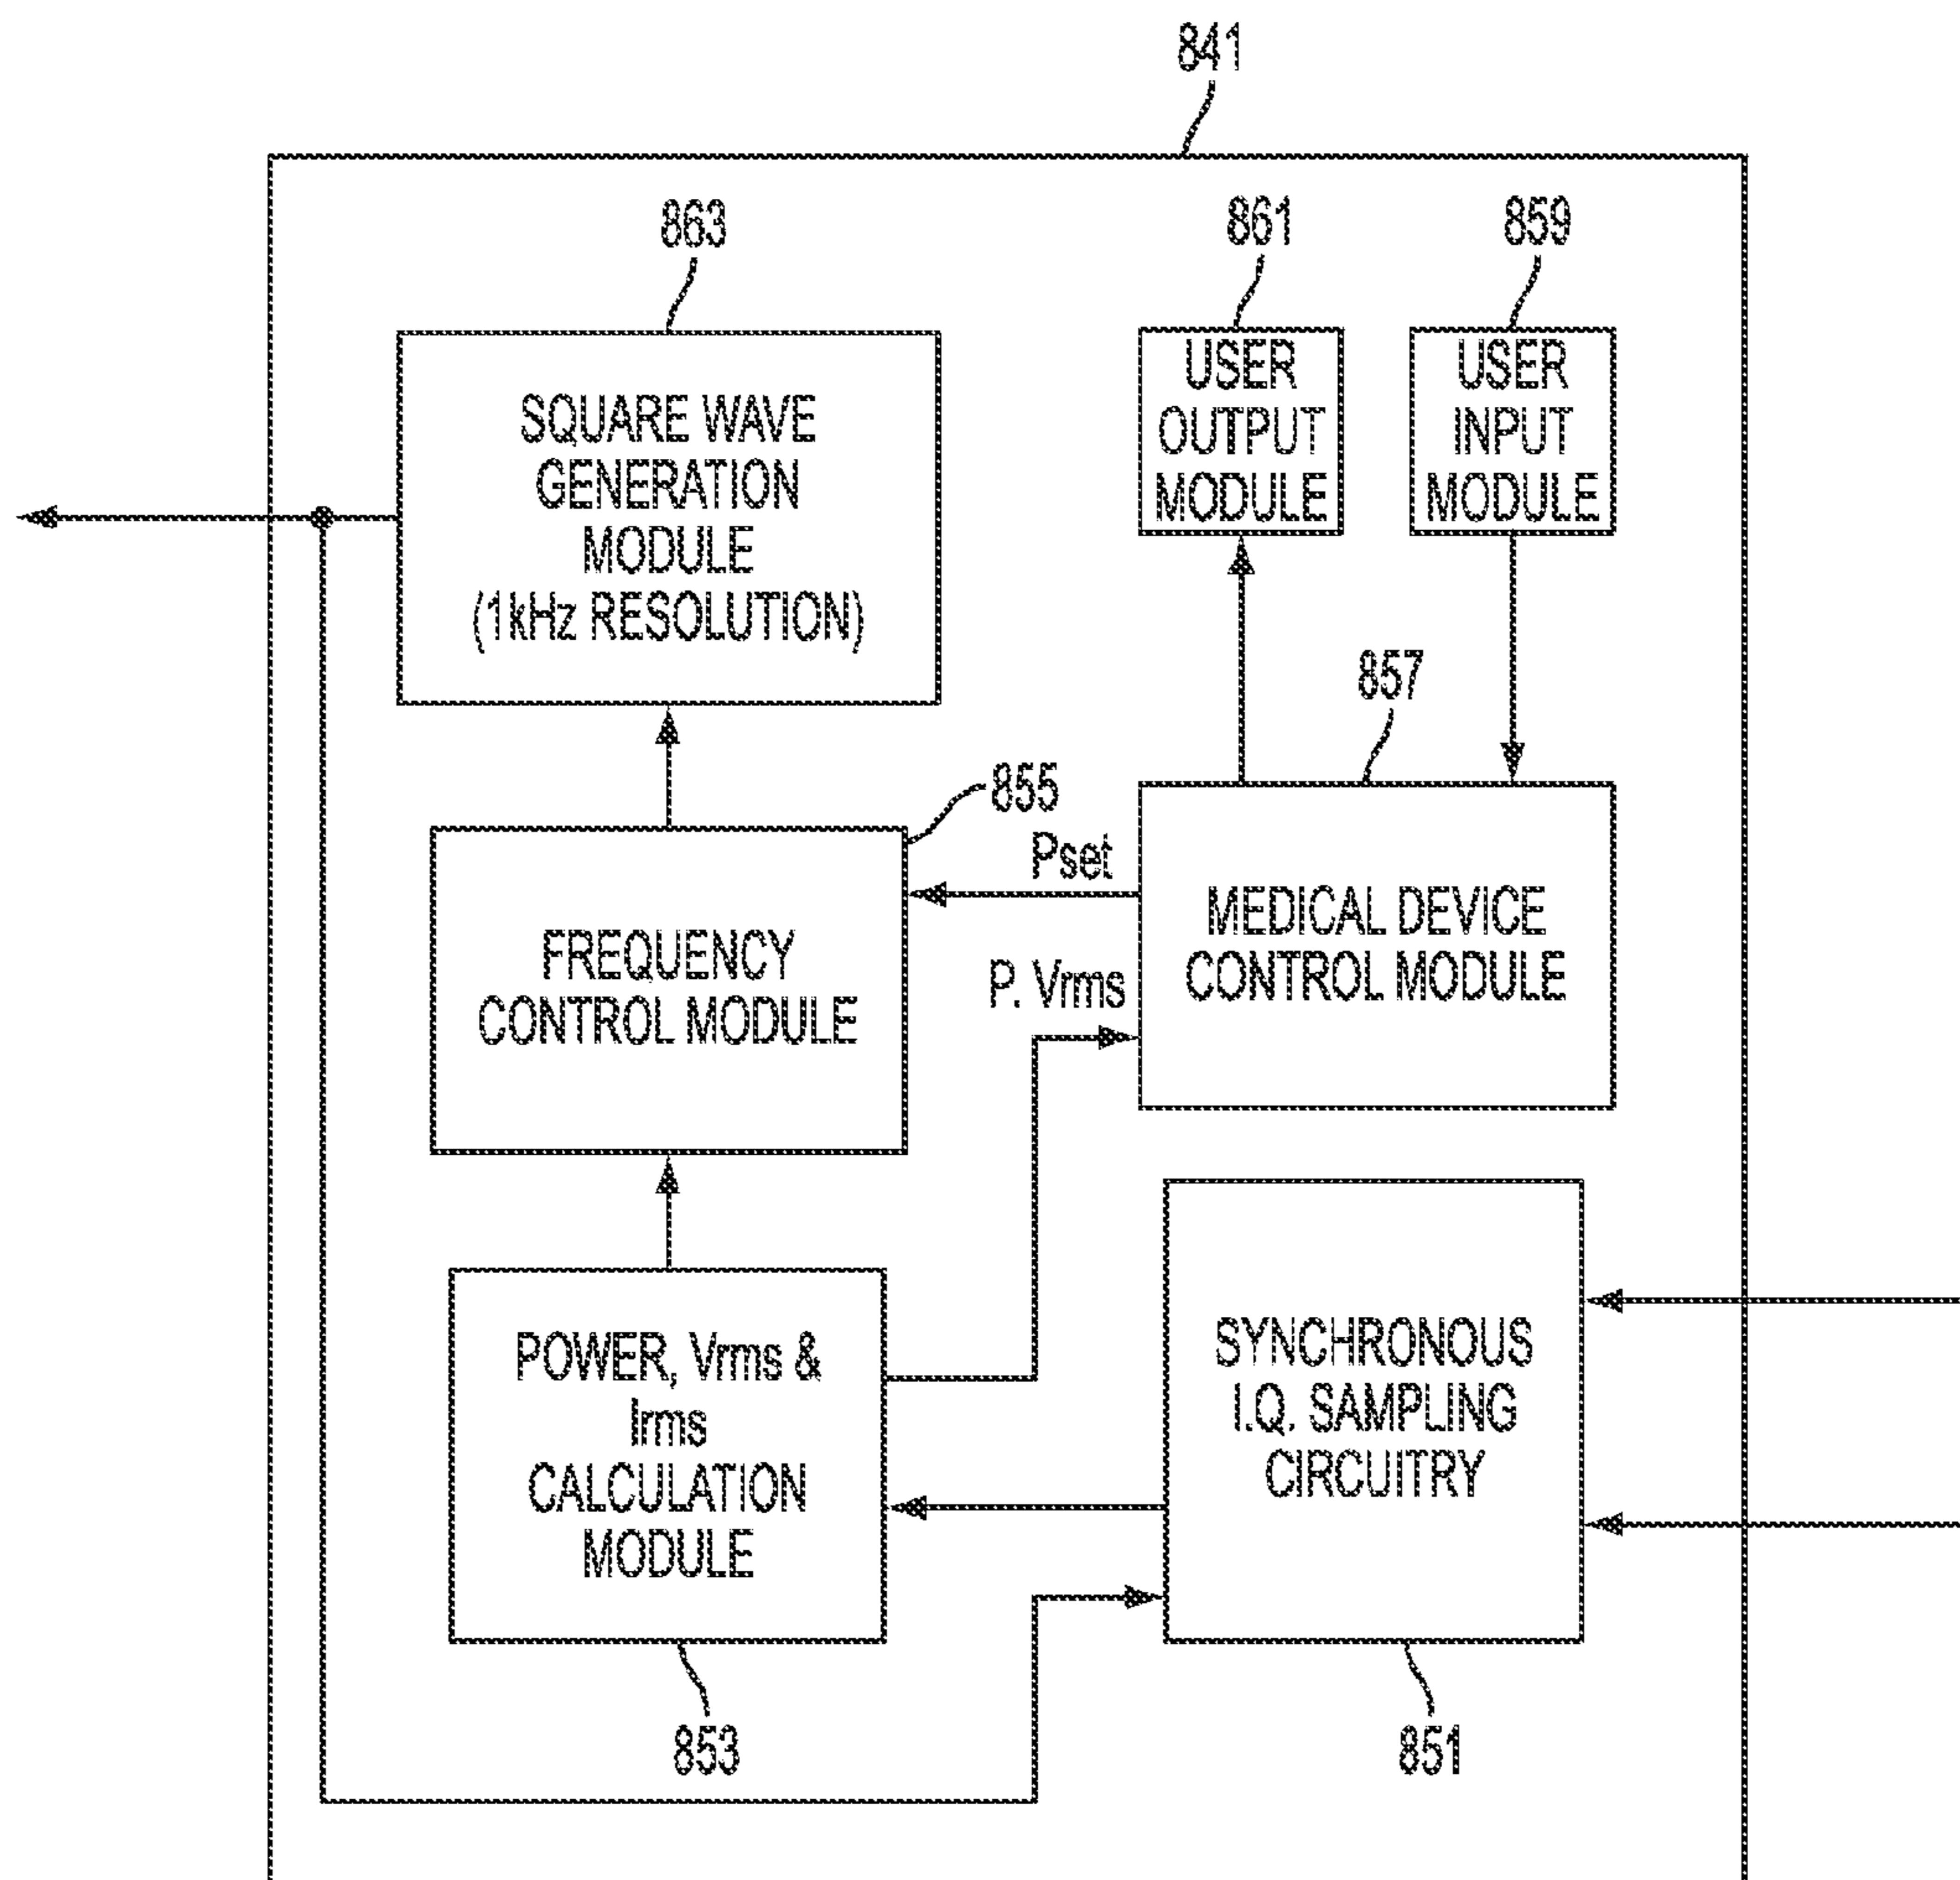 841
863
861
859
SQUARE WAVE
GENERATION
MODULE
(1kHz RESOLUTION)
USER
OUTPUT
MODULE
USER
INPUT
MODULE
857
855
Pset
MEDICAL DEVICE
CONTROL MODULE
FREQUENCY
CONTROL MODULE
P. Vrms
POWER, Vrms &
Irms
CALCULATION
MODULE
SYNCHRONOUS
I.Q. SAMPLING
CIRCUITRY
853
851